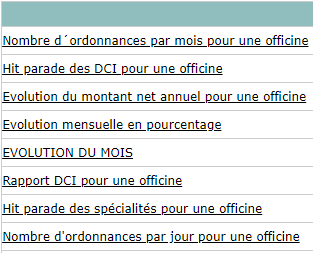 Nombre d´ordonnances par mois pour une officine
Hit parade des DCI pour une officine
Evolution du montant net annuel pour une officine
Evolution mensuelle en pourcentage
EVOLUTION DU MOIS
Rapport DCI pour une officine
Hit parade des spécialités pour une officine
Nombre d'ordonnances par jour pour une officine